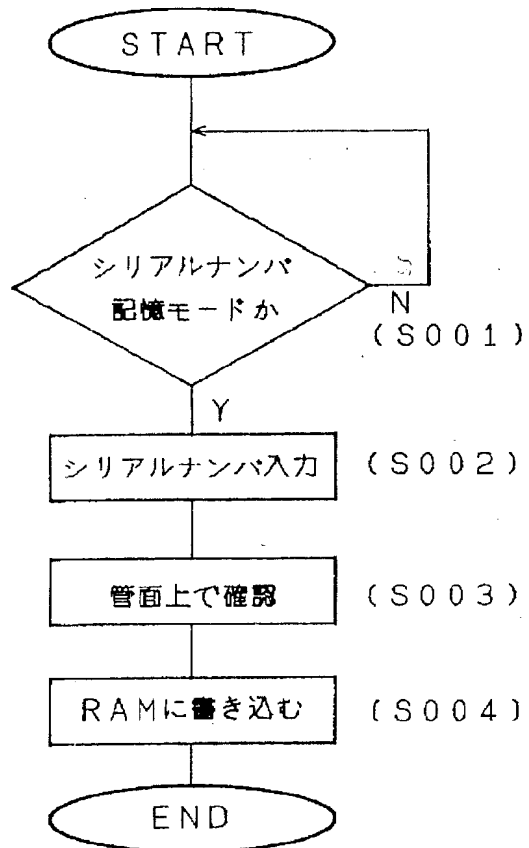 START
シリアルナンバ
記憶モードか
S
N
(S001)
Y
シリアルナンバ入力
(S002)
管面上で確認
(S003)
RAMに書き込む
(S004)
END